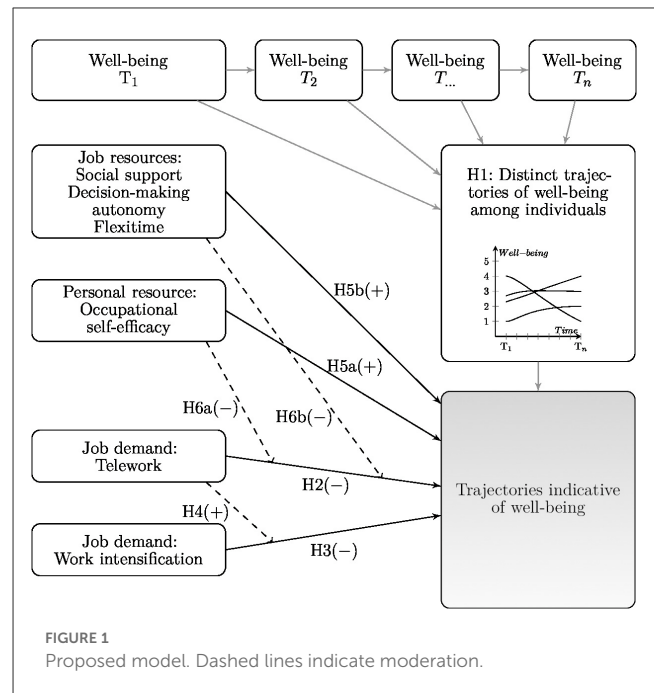 Well-being
T1
Well-being
T2
Well-being
T...
Well-being
Tn
Job resources:
Social support
Decision-making
autonomy
Flexitime
H1: Distinct trajec-
tories of well-being
among individuals
Well−being
5
4
3
2
1
Time
T1
Tn
Personal resource:
Occupational
self-efficacy
H5b(+)
H5a(+)
H6a(−)
H6b(−)
Job demand:
Telework
H2(−)
H4(+)
Job demand:
Work intensification
H3(−)
Trajectories indicative
of well-being
FIGURE 1
Proposed model. Dashed lines indicate moderation.